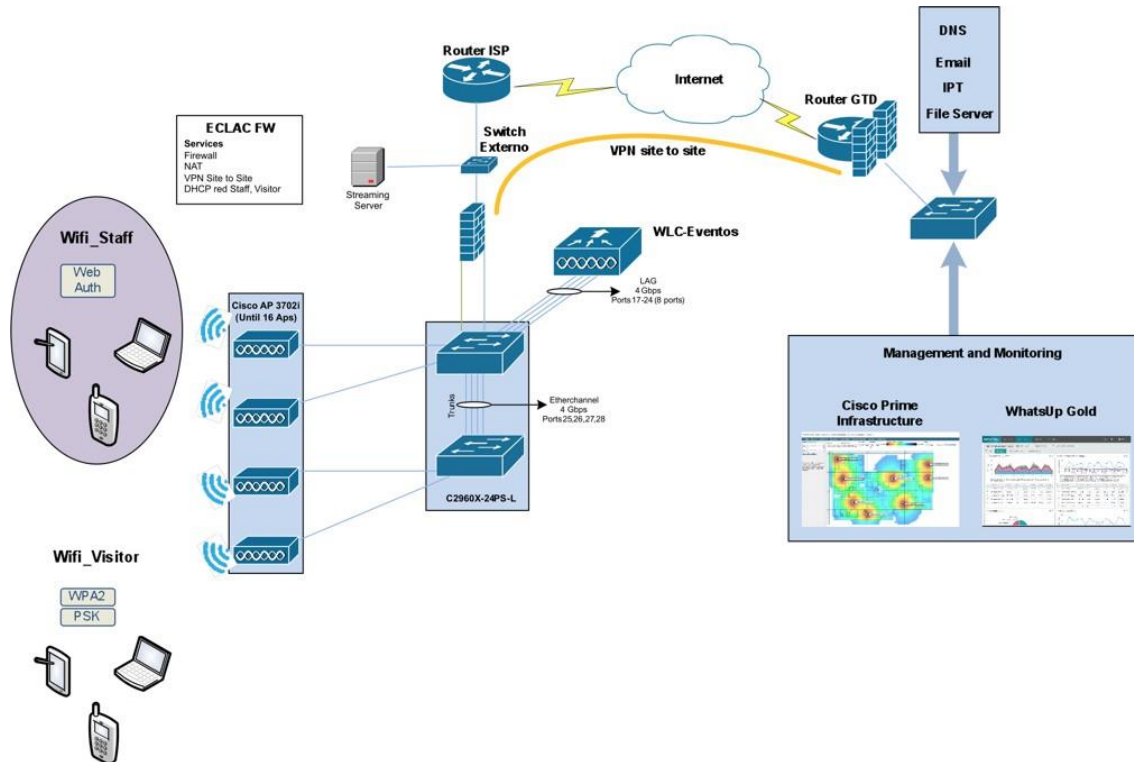 DNS
Email
IPT
File Server
Router ISP
Internet
Router GTD
ECLAC FW
Services
Firewall
NAT
VPN Site to Site
DHCP red Staff, Visitor
Switch
Externo
VPN site to site
Streaming
Server
WLC-Eventos
Wifi_Staff
Web
Auth
LAG
4 Gbps
Ports 17-24 (8 ports)
Cisco AP 3702i
(Until 16 Aps)
Trunks
Etherchannel
4 Gbps
Ports 25,26,27,28
C2960X-24PS-L
Management and Monitoring
Cisco Prime
Infrastructure
WhatsUp Gold
Wifi_Visitor
WPA2
PSK